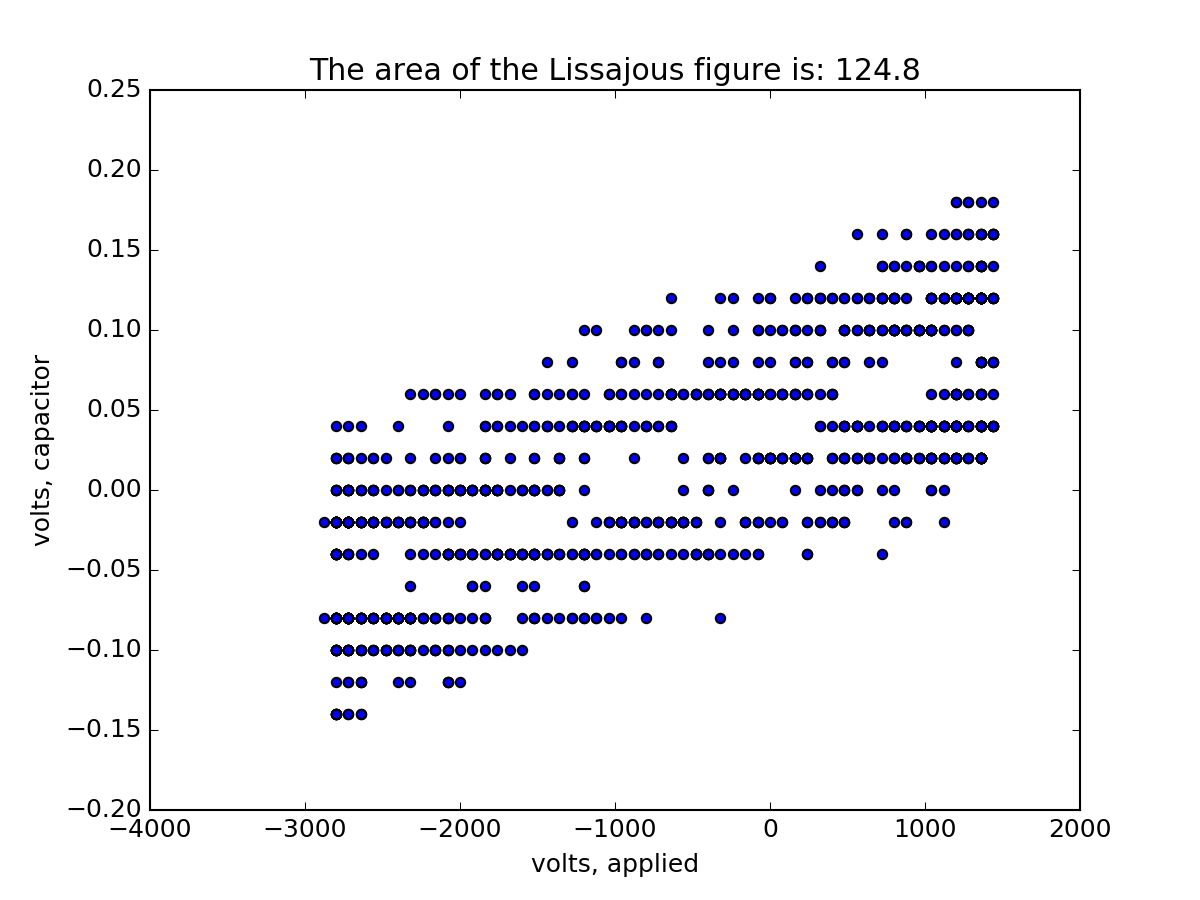 The area of the Lissajous figure is: 124.8
0.25
0.20
0.15
0.10
0.05
0.00
−0.05
−0.10
−0.15
−0.20
volts, capacitor
−4000 −3000 −2000 −1000 0 1000 2000
volts, applied